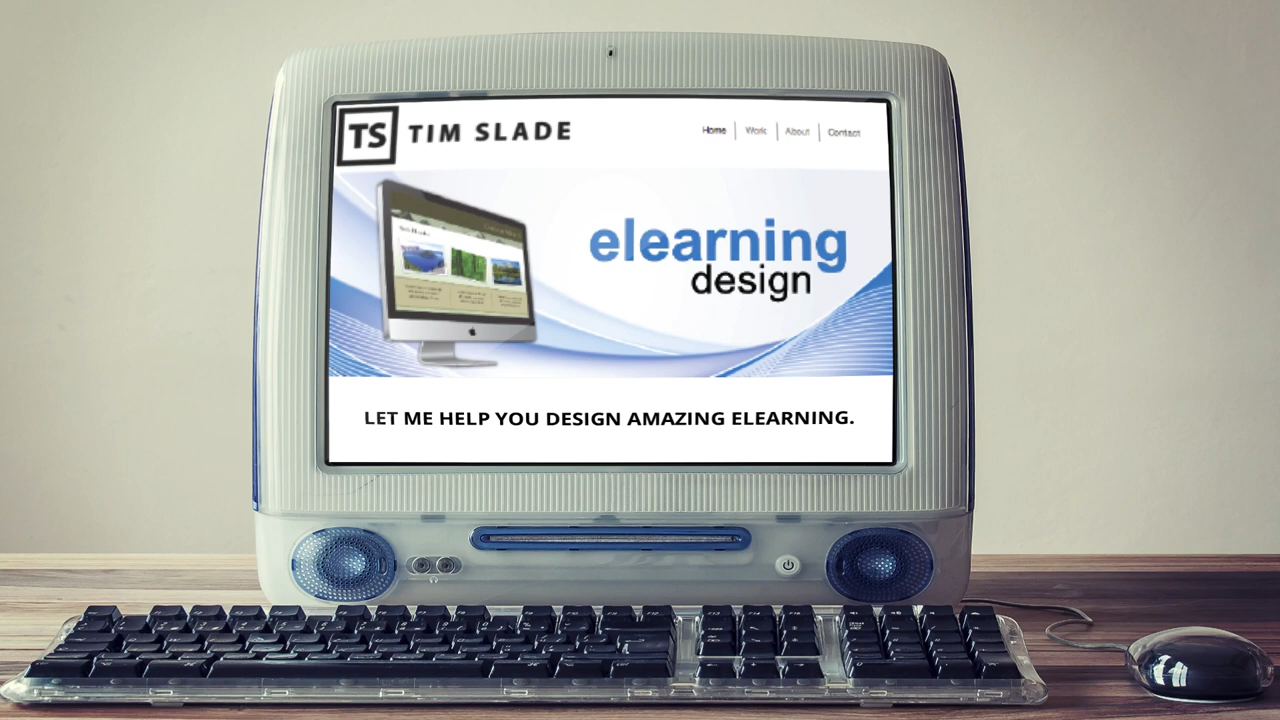 TS TIM SLADE
Home Work About Contact
elearning
design
LET ME HELP YOU DESIGN AMAZING ELEARNING.